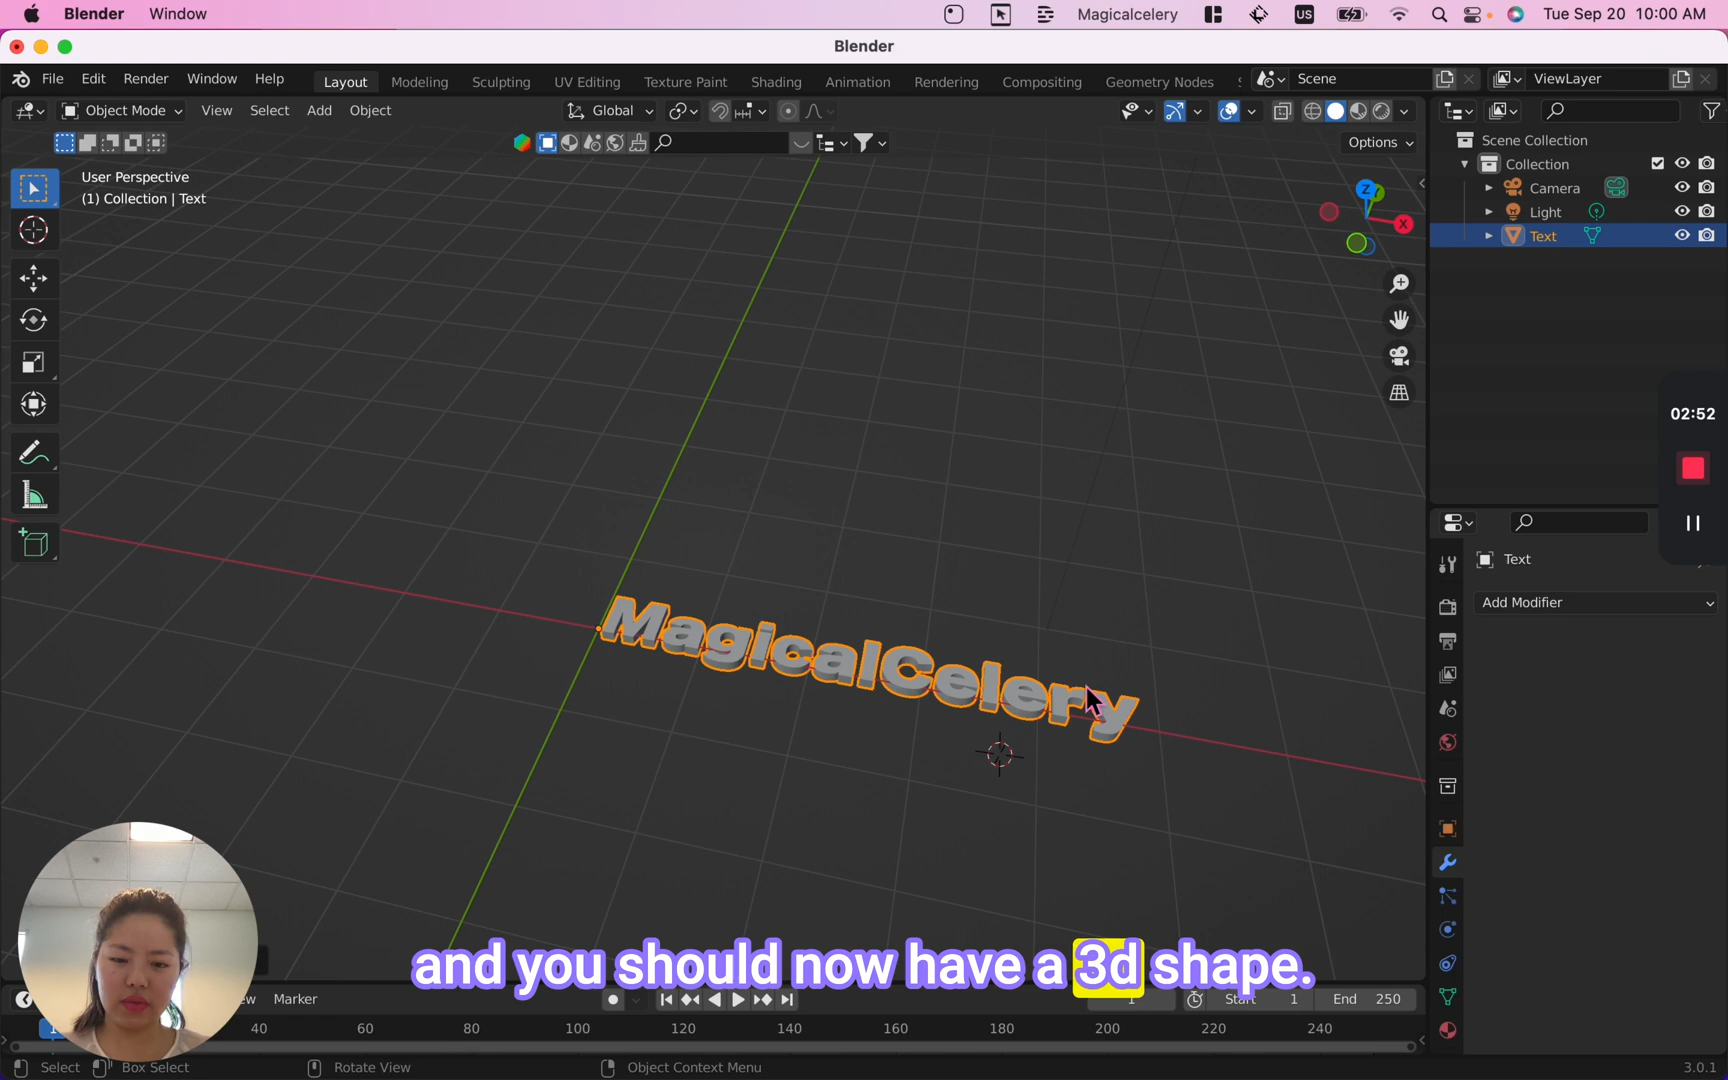 Blender Window Magicalcelery US Tue Sep 20 10:00 AM
Blender
File Edit Render Window Help Layout Modeling Sculpting UV Editing Texture Paint Shading Animation Rendering Compositing Geometry Nodes Scene ViewLayer
Object Mode View Select Add Object Global
Options
User Perspective
(1) Collection | Text
Z
X
Scene Collection
Collection
Camera
Light
Text
02:52
Text
Add Modifier
MagicalCelery
and you should now have a 3d shape.
Marker 1 Start 1 End 250
40 60 80 100 120 140 160 180 200 220 240
Select Box Select Rotate View Object Context Menu 3.0.1